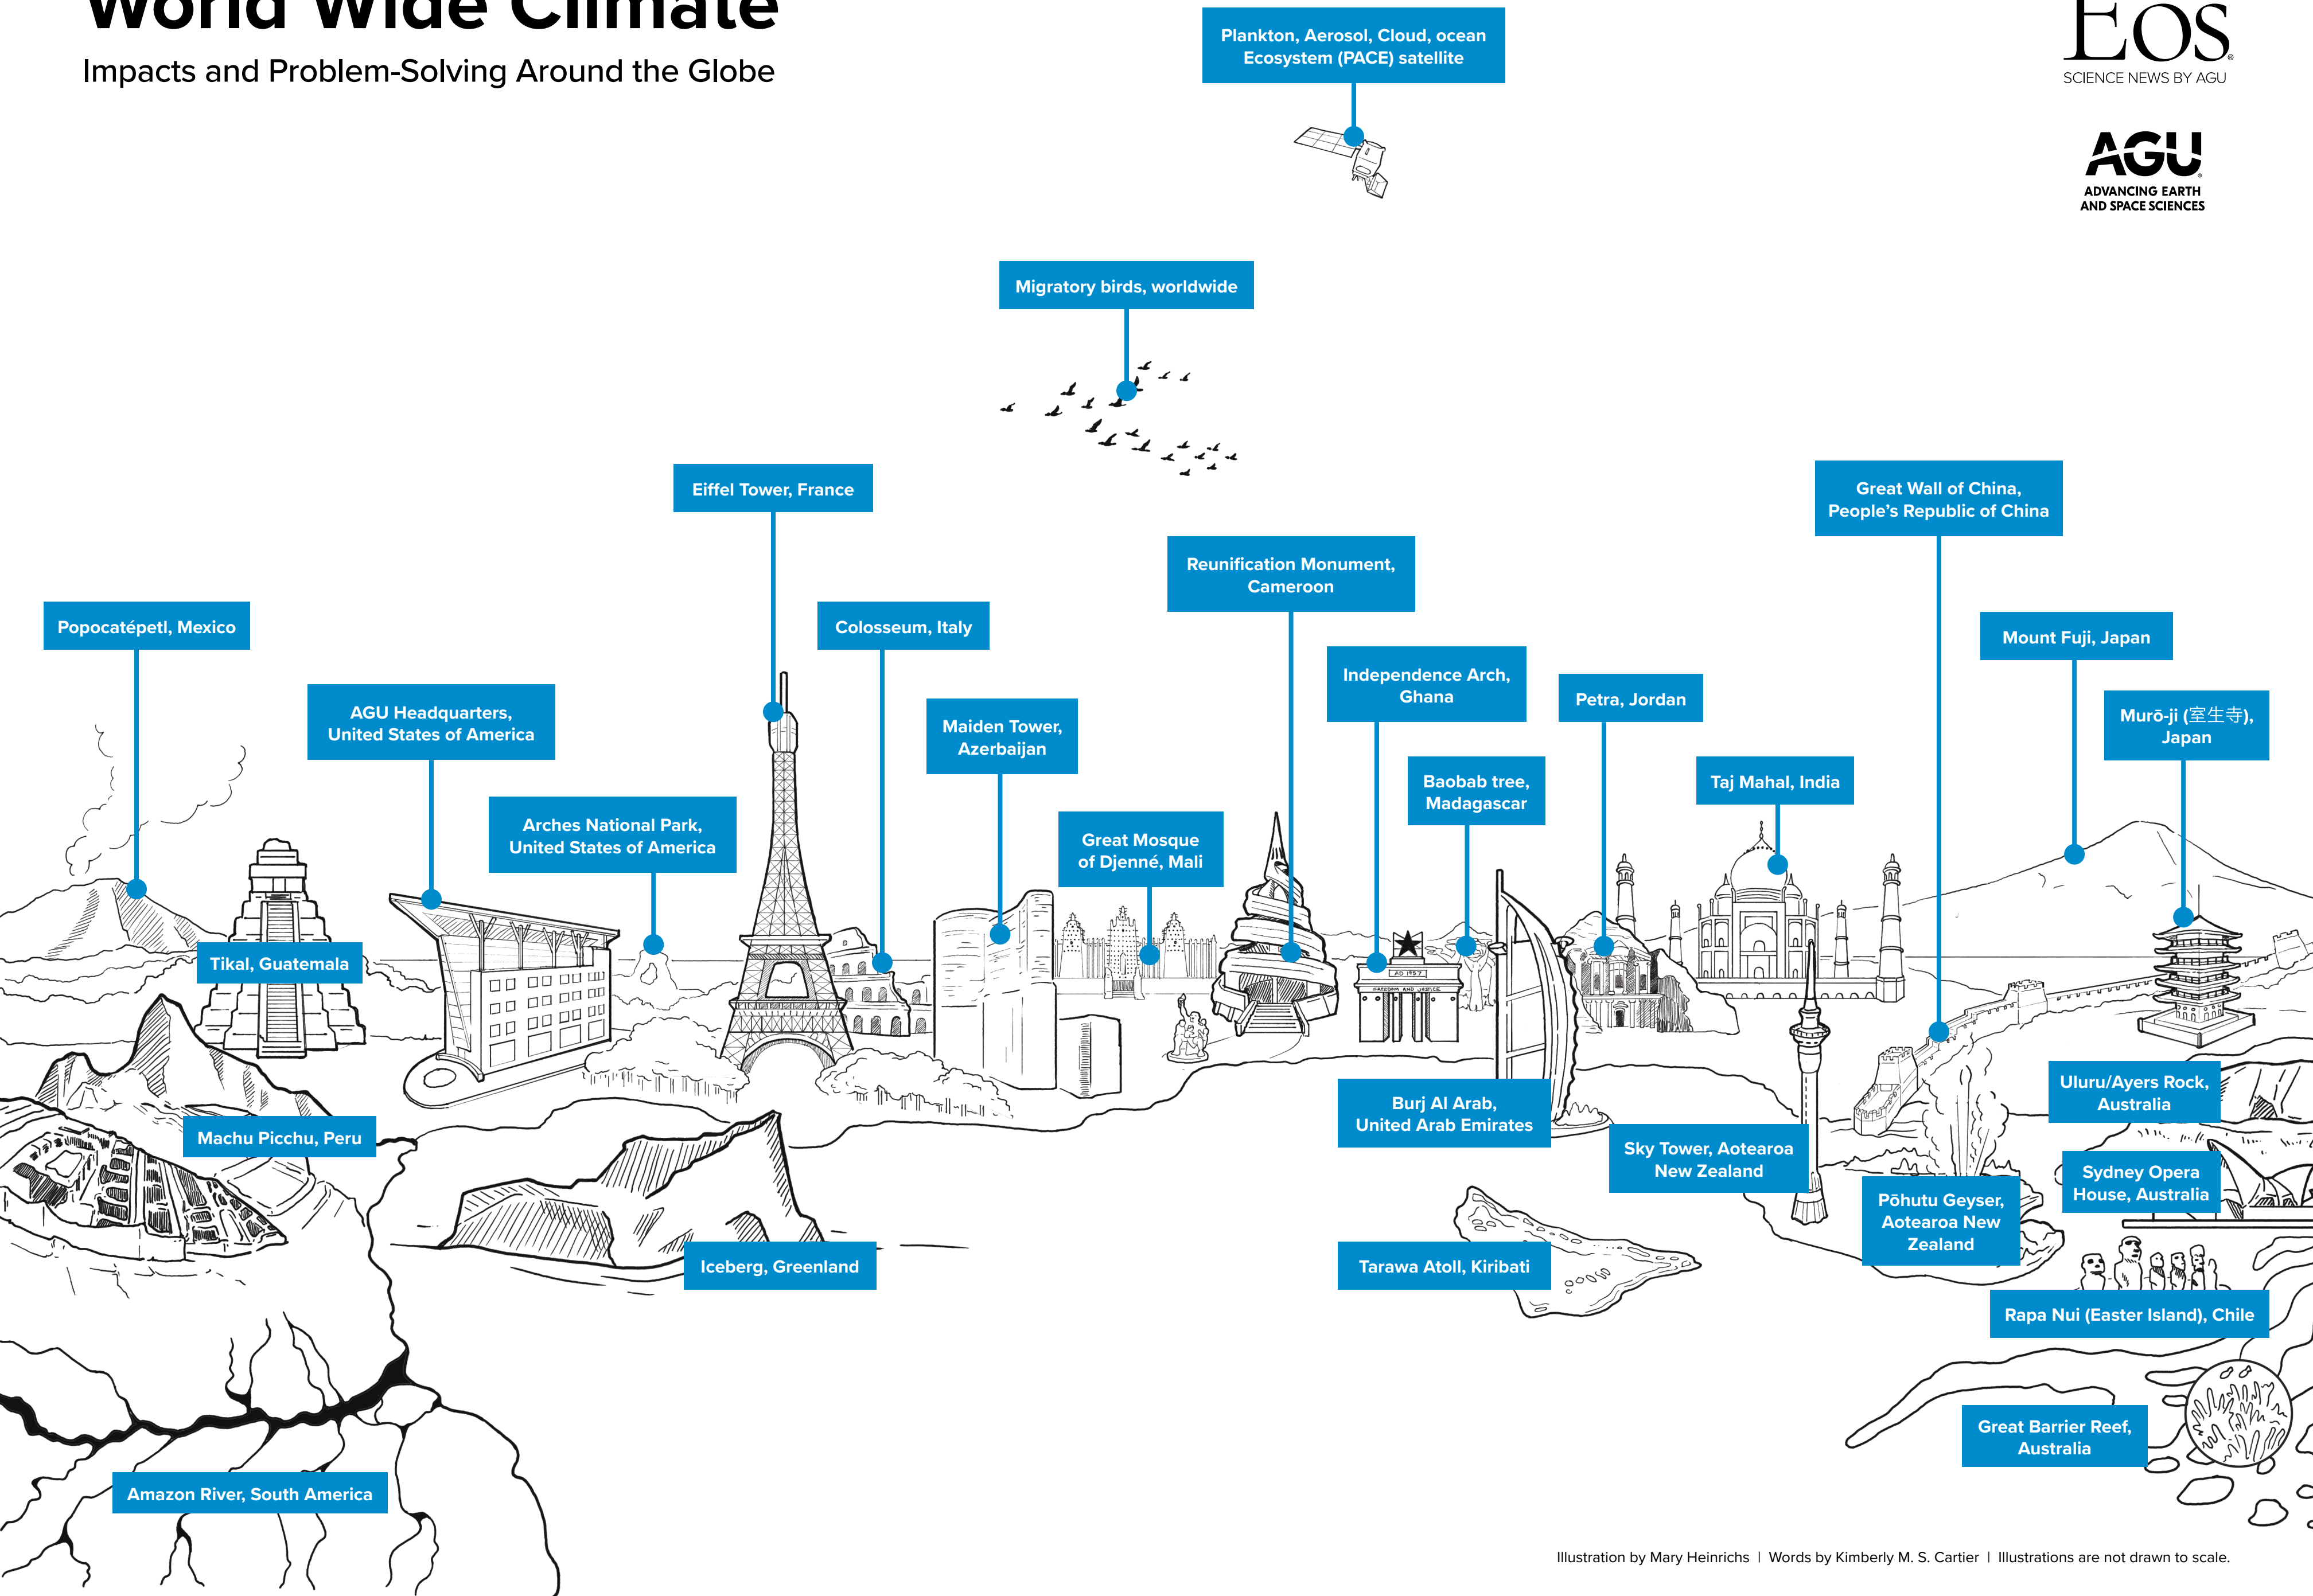 World Wide Climate
Impacts and Problem-Solving Around the Globe
Plankton, Aerosol, Cloud, ocean
Ecosystem (PACE) satellite
Eos®
SCIENCE NEWS BY AGU
AGU
ADVANCING EARTH
AND SPACE SCIENCES
Migratory birds, worldwide
Eiffel Tower, France
Great Wall of China,
People's Republic of China
Reunification Monument,
Cameroon
Popocatépetl, Mexico
Colosseum, Italy
Mount Fuji, Japan
Independence Arch,
Ghana
Petra, Jordan
AGU Headquarters,
United States of America
Maiden Tower,
Azerbaijan
Murō-ji (室生寺),
Japan
Baobab tree,
Madagascar
Taj Mahal, India
Arches National Park,
United States of America
Great Mosque
of Djenné, Mali
Tikal, Guatemala
AD 1957
FREEDOM AND JUSTICE
Uluru/Ayers Rock,
Australia
Burj Al Arab,
United Arab Emirates
Machu Picchu, Peru
Sky Tower, Aotearoa
New Zealand
Sydney Opera
House, Australia
Pōhutu Geyser,
Aotearoa New
Zealand
Iceberg, Greenland
Tarawa Atoll, Kiribati
Rapa Nui (Easter Island), Chile
Great Barrier Reef,
Australia
Amazon River, South America
Illustration by Mary Heinrichs | Words by Kimberly M. S. Cartier | Illustrations are not drawn to scale.